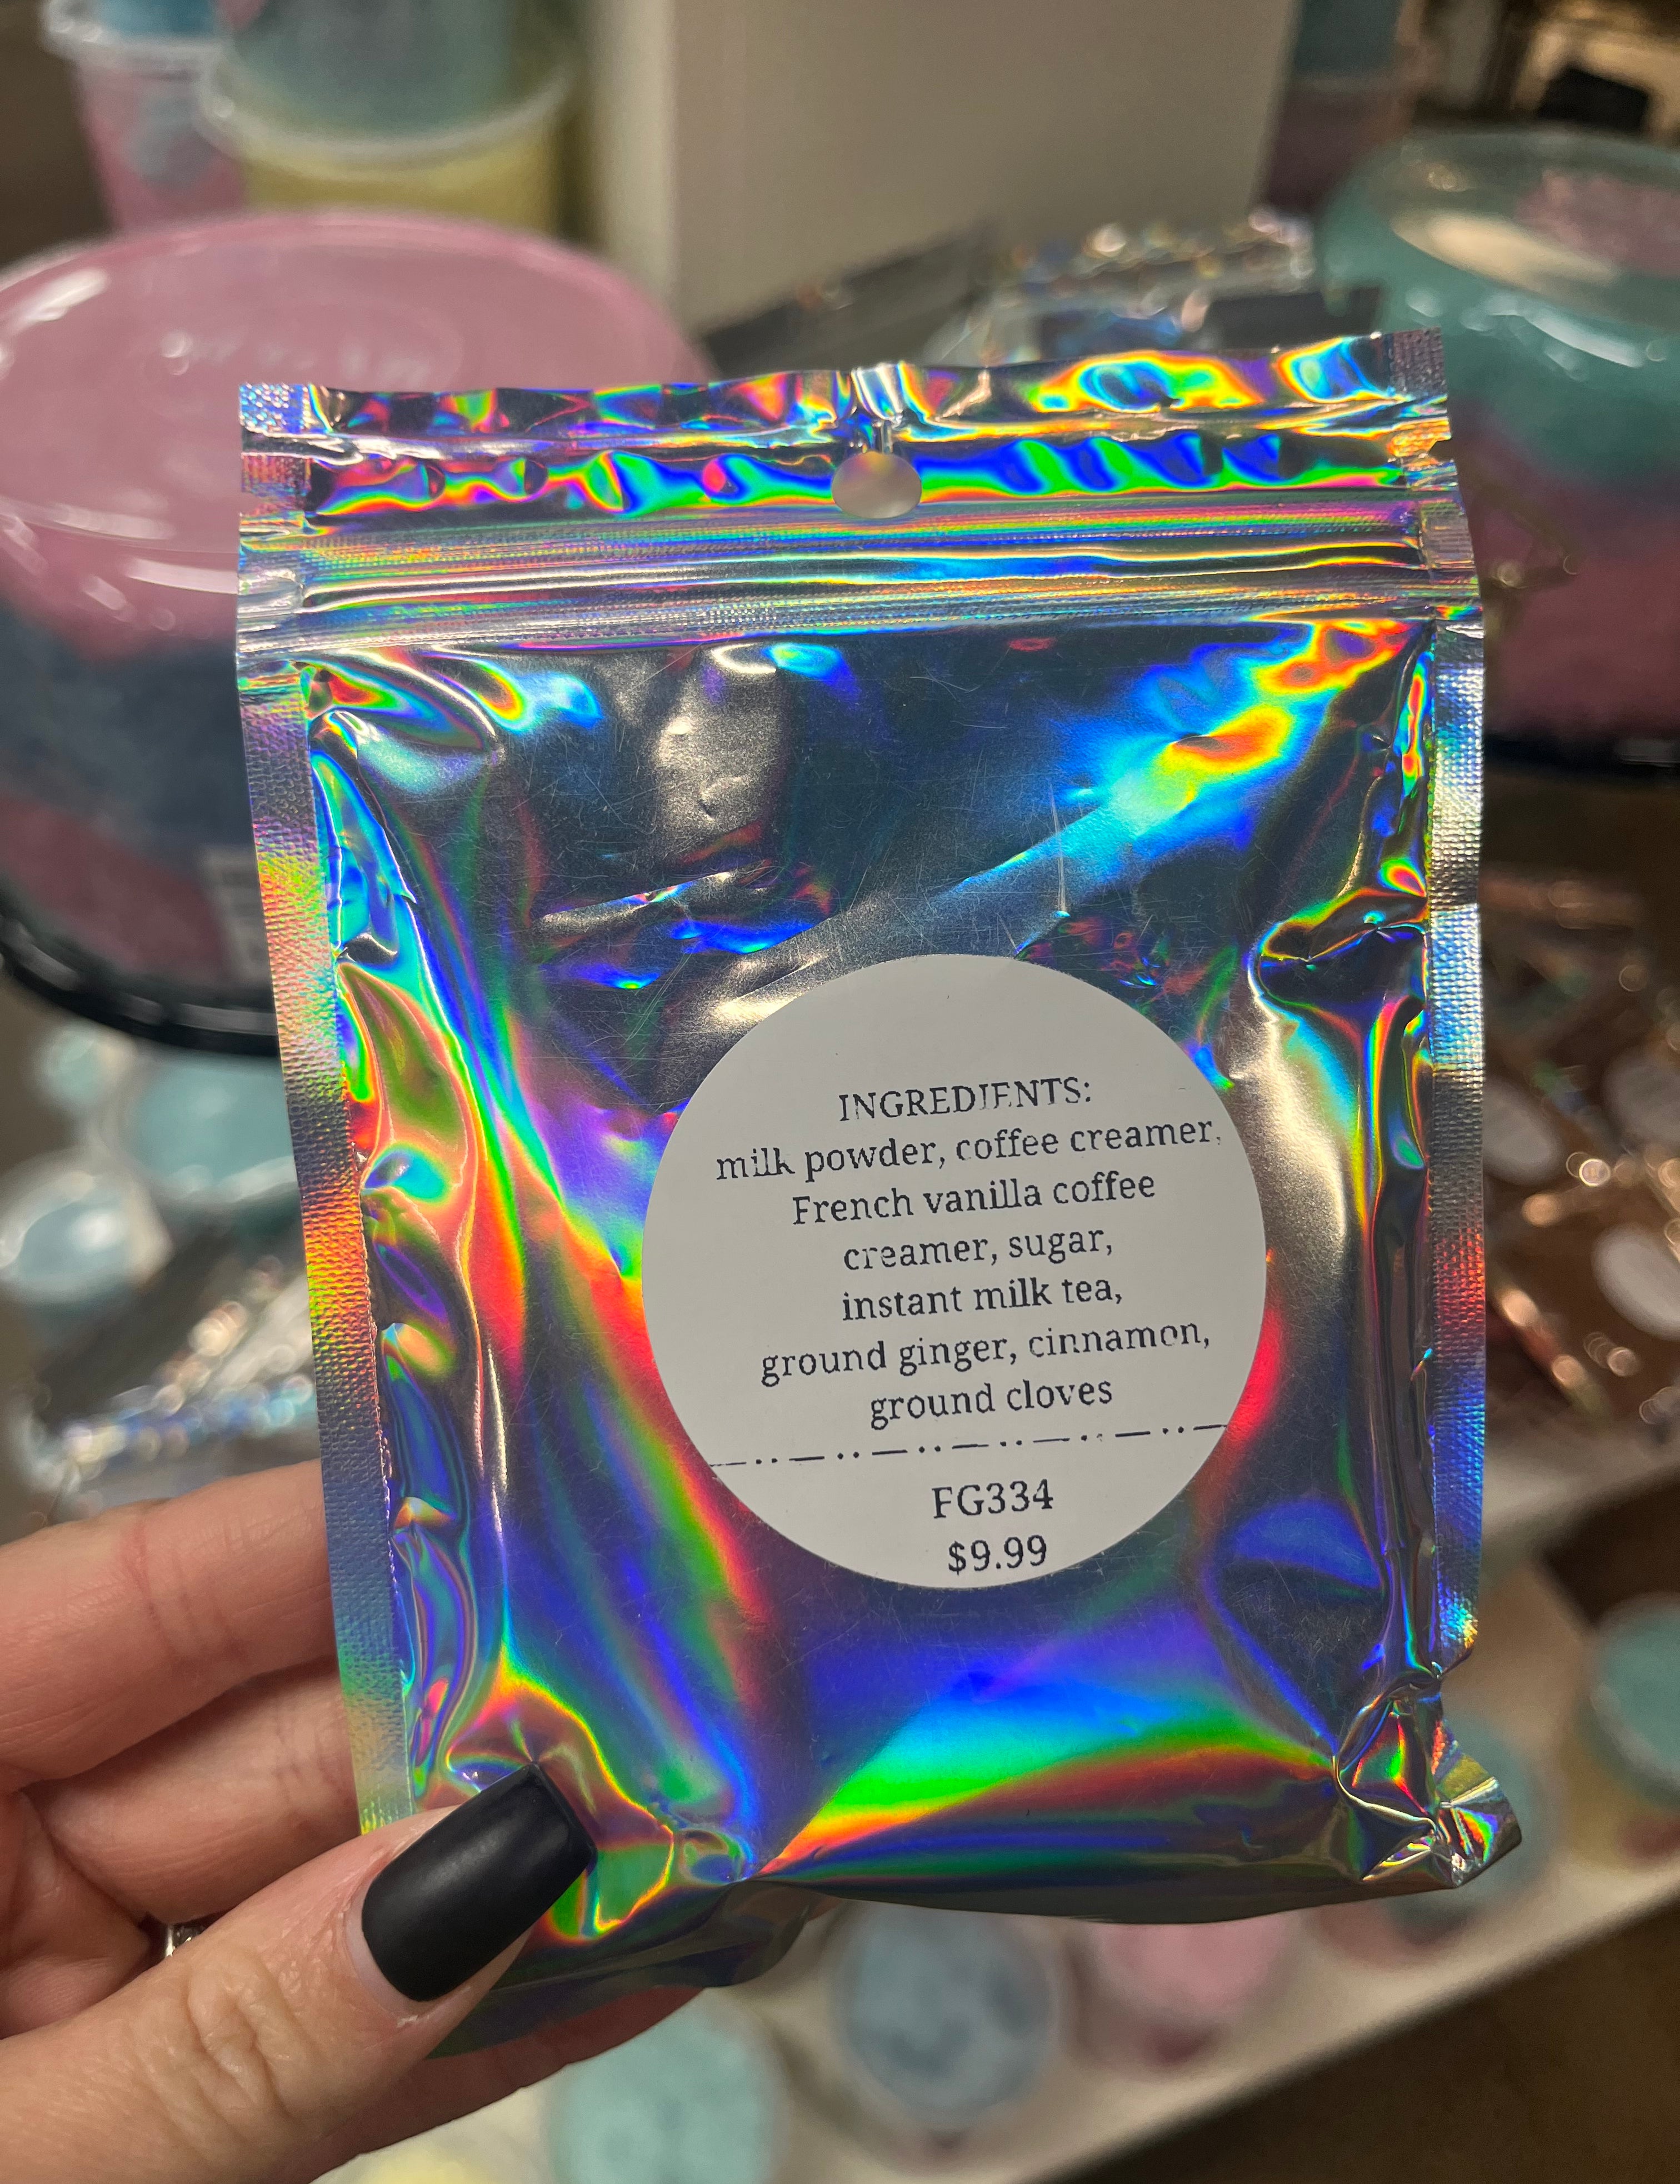 INGREDIENTS:
milk powder, coffee creamer,
French vanilla coffee
creamer, sugar,
instant milk tea,
ground ginger, cinnamon,
ground cloves
FG334
$9.99